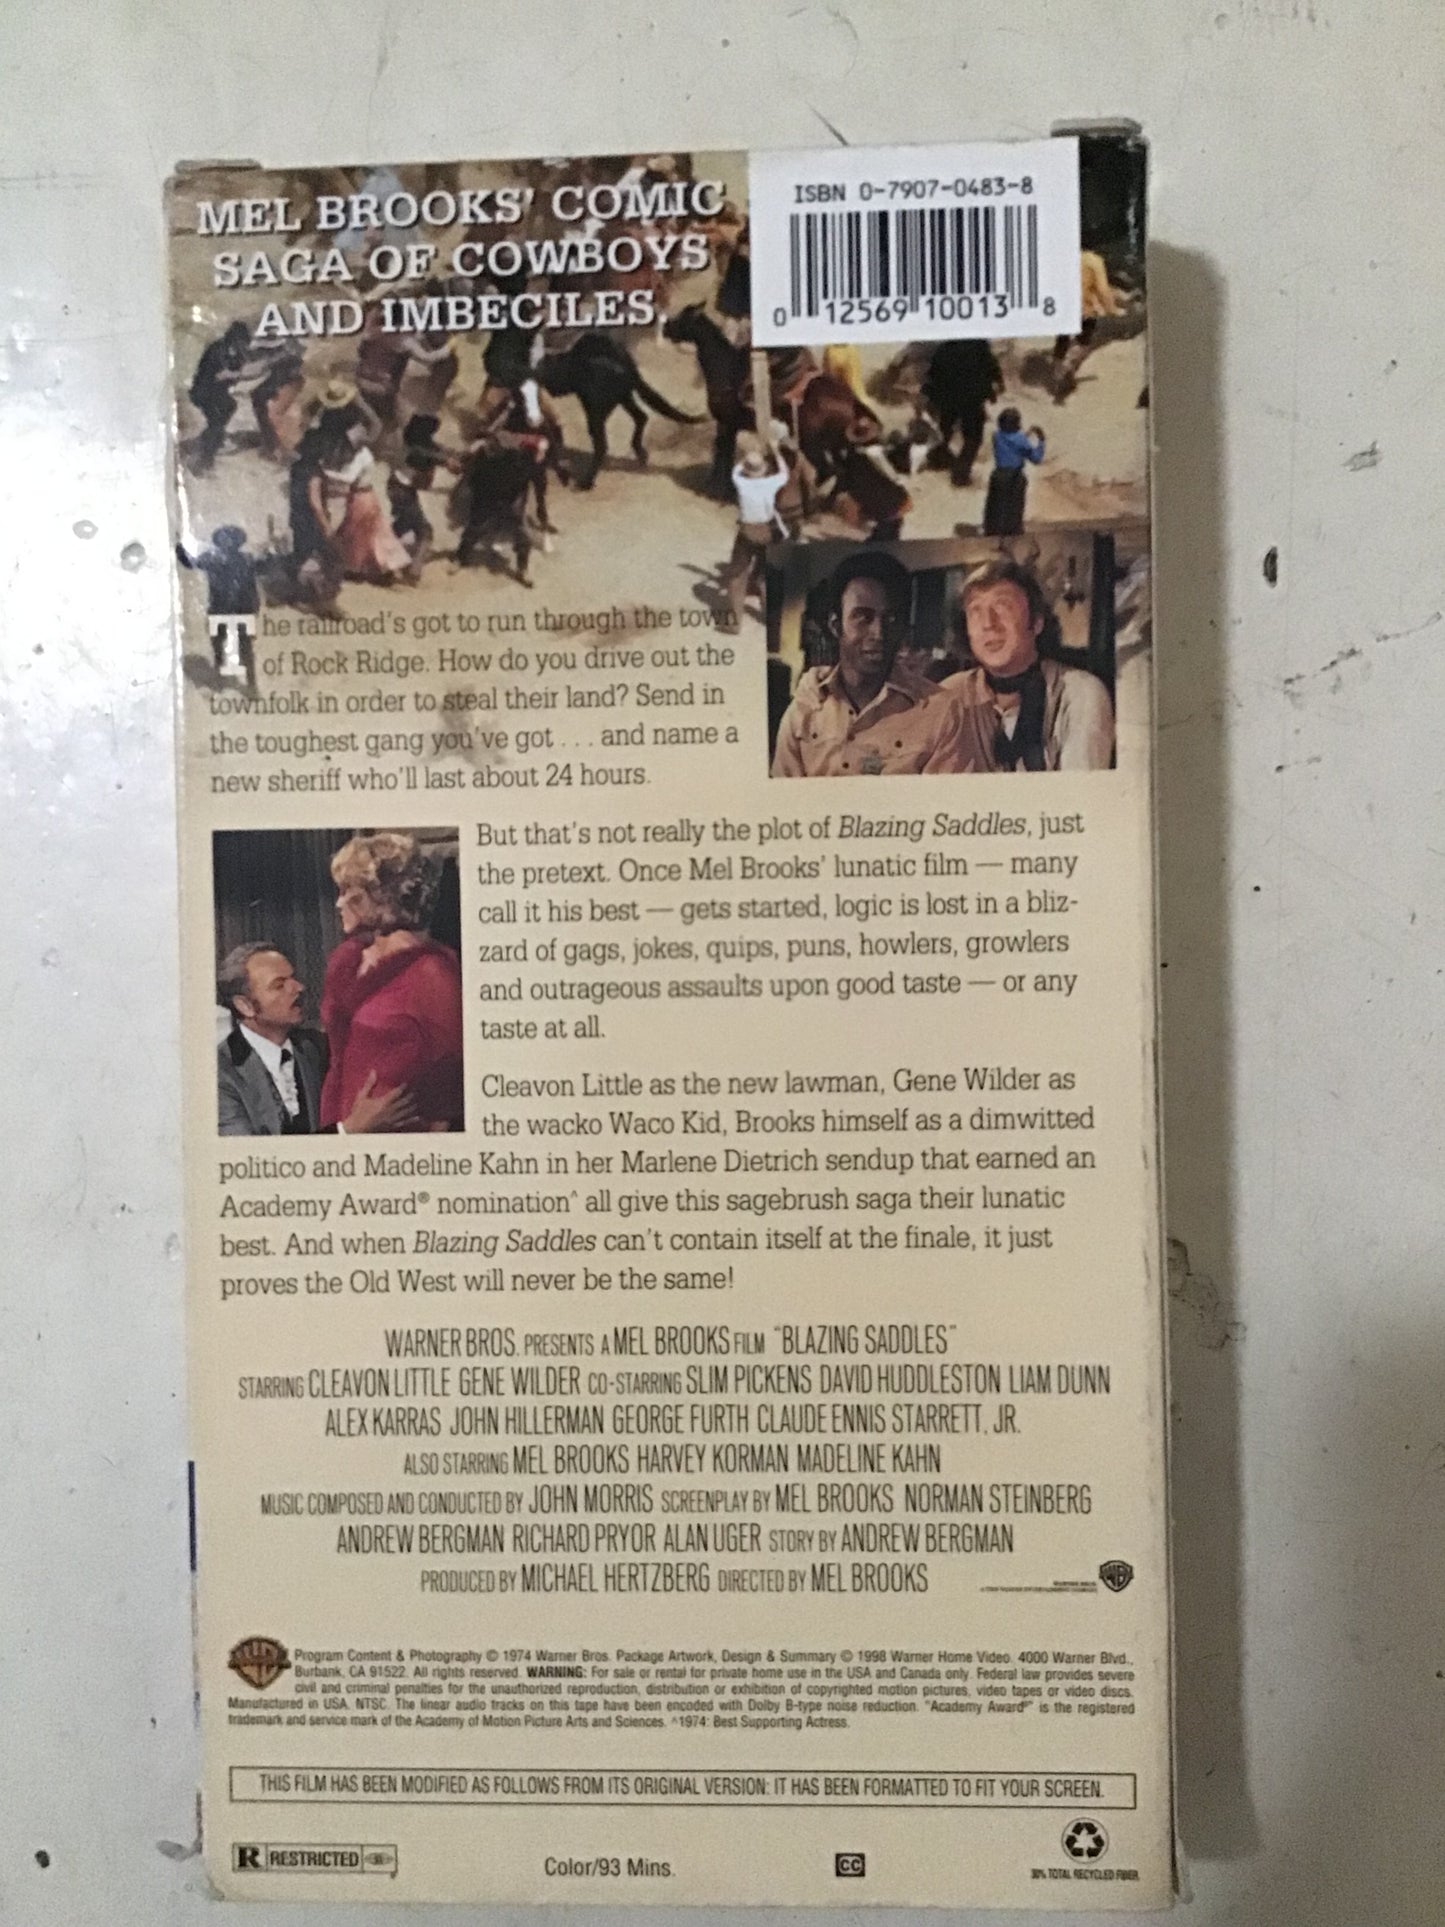 MEL BROOKS' COMIC
SAGA OF COWBOYS
AND IMBECILES.
ISBN 0-7907-0483-8
0 12569 10013 8
The railroad's got to run through the town
of Rock Ridge. How do you drive out the
townfolk in order to steal their land? Send in
the toughest gang you've got . . . and name a
new sheriff who'll last about 24 hours.
But that's not really the plot of Blazing Saddles, just
the pretext. Once Mel Brooks' lunatic film — many
call it his best — gets started, logic is lost in a bliz-
zard of gags, jokes, quips, puns, howlers, growlers
and outrageous assaults upon good taste — or any
taste at all.
Cleavon Little as the new lawman, Gene Wilder as
the wacko Waco Kid, Brooks himself as a dimwitted
politico and Madeline Kahn in her Marlene Dietrich sendup that earned an
Academy Award® nomination^ all give this sagebrush saga their lunatic
best. And when Blazing Saddles can't contain itself at the finale, it just
proves the Old West will never be the same!
WARNER BROS. PRESENTS A MEL BROOKS FILM "BLAZING SADDLES"
STARRING CLEAVON LITTLE GENE WILDER CO-STARRING SLIM PICKENS DAVID HUDDLESTON LIAM DUNN
ALEX KARRAS JOHN HILLERMAN GEORGE FURTH CLAUDE ENNIS STARRETT, JR.
ALSO STARRING MEL BROOKS HARVEY KORMAN MADELINE KAHN
MUSIC COMPOSED AND CONDUCTED BY JOHN MORRIS SCREENPLAY BY MEL BROOKS NORMAN STEINBERG
ANDREW BERGMAN RICHARD PRYOR ALAN UGER STORY BY ANDREW BERGMAN
PRODUCED BY MICHAEL HERTZBERG DIRECTED BY MEL BROOKS
WB
Program Content & Photography © 1974 Warner Bros. Package Artwork, Design & Summary © 1998 Warner Home Video. 4000 Warner Blvd.,
Burbank, CA 91522. All rights reserved. WARNING: For sale or rental for private home use in the USA and Canada only. Federal law provides severe
civil and criminal penalties for the unauthorized reproduction, distribution or exhibition of copyrighted motion pictures, video tapes or video discs.
Manufactured in USA. NTSC. The linear audio tracks on this tape have been encoded with Dolby B-type noise reduction. "Academy Award®" is the registered
trademark and service mark of the Academy of Motion Picture Arts and Sciences. ^1974: Best Supporting Actress.
THIS FILM HAS BEEN MODIFIED AS FOLLOWS FROM ITS ORIGINAL VERSION: IT HAS BEEN FORMATTED TO FIT YOUR SCREEN.
R RESTRICTED
Color/93 Mins.
CC
TOTAL RECYCLED FIBER